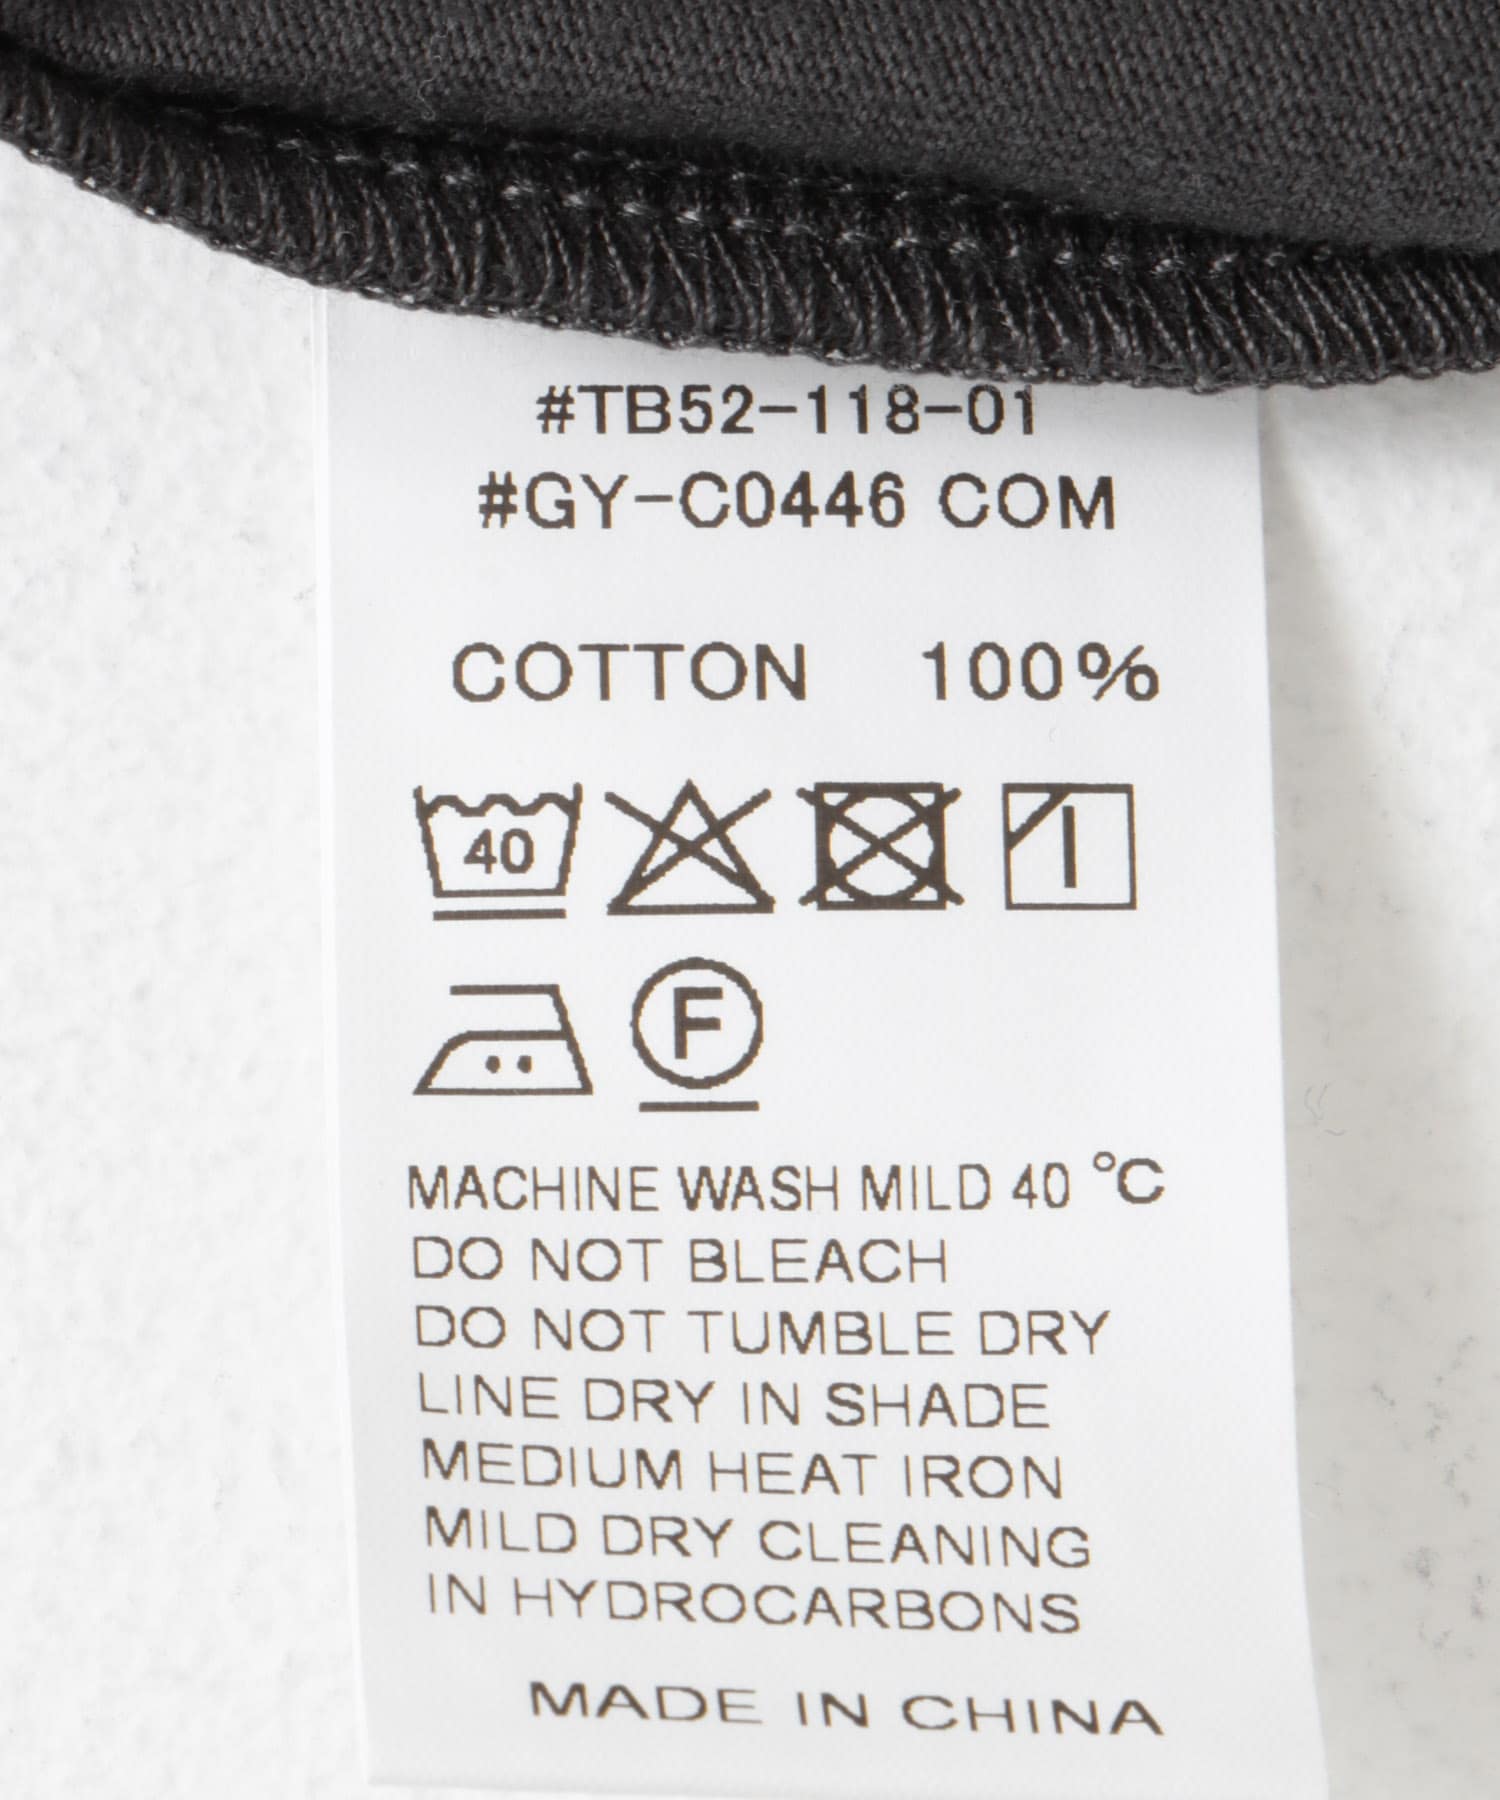 #TB52-118-01
#GY-C0446 COM
COTTON 100%
40
F
MACHINE WASH MILD 40 ℃
DO NOT BLEACH
DO NOT TUMBLE DRY
LINE DRY IN SHADE
MEDIUM HEAT IRON
MILD DRY CLEANING
IN HYDROCARBONS
MADE IN CHINA